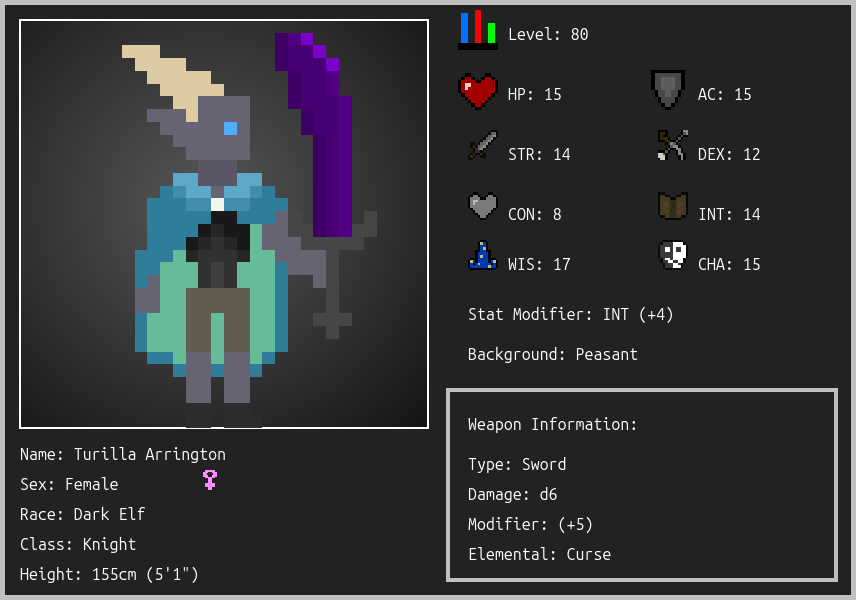 Level: 80
HP: 15
AC: 15
STR: 14
DEX: 12
CON: 8
INT: 14
WIS: 17
CHA: 15
Stat Modifier: INT (+4)
Background: Peasant
Weapon Information:
Type: Sword
Damage: d6
Modifier: (+5)
Elemental: Curse
Name: Turilla Arrington
Sex: Female
Race: Dark Elf
Class: Knight
Height: 155cm (5'1")